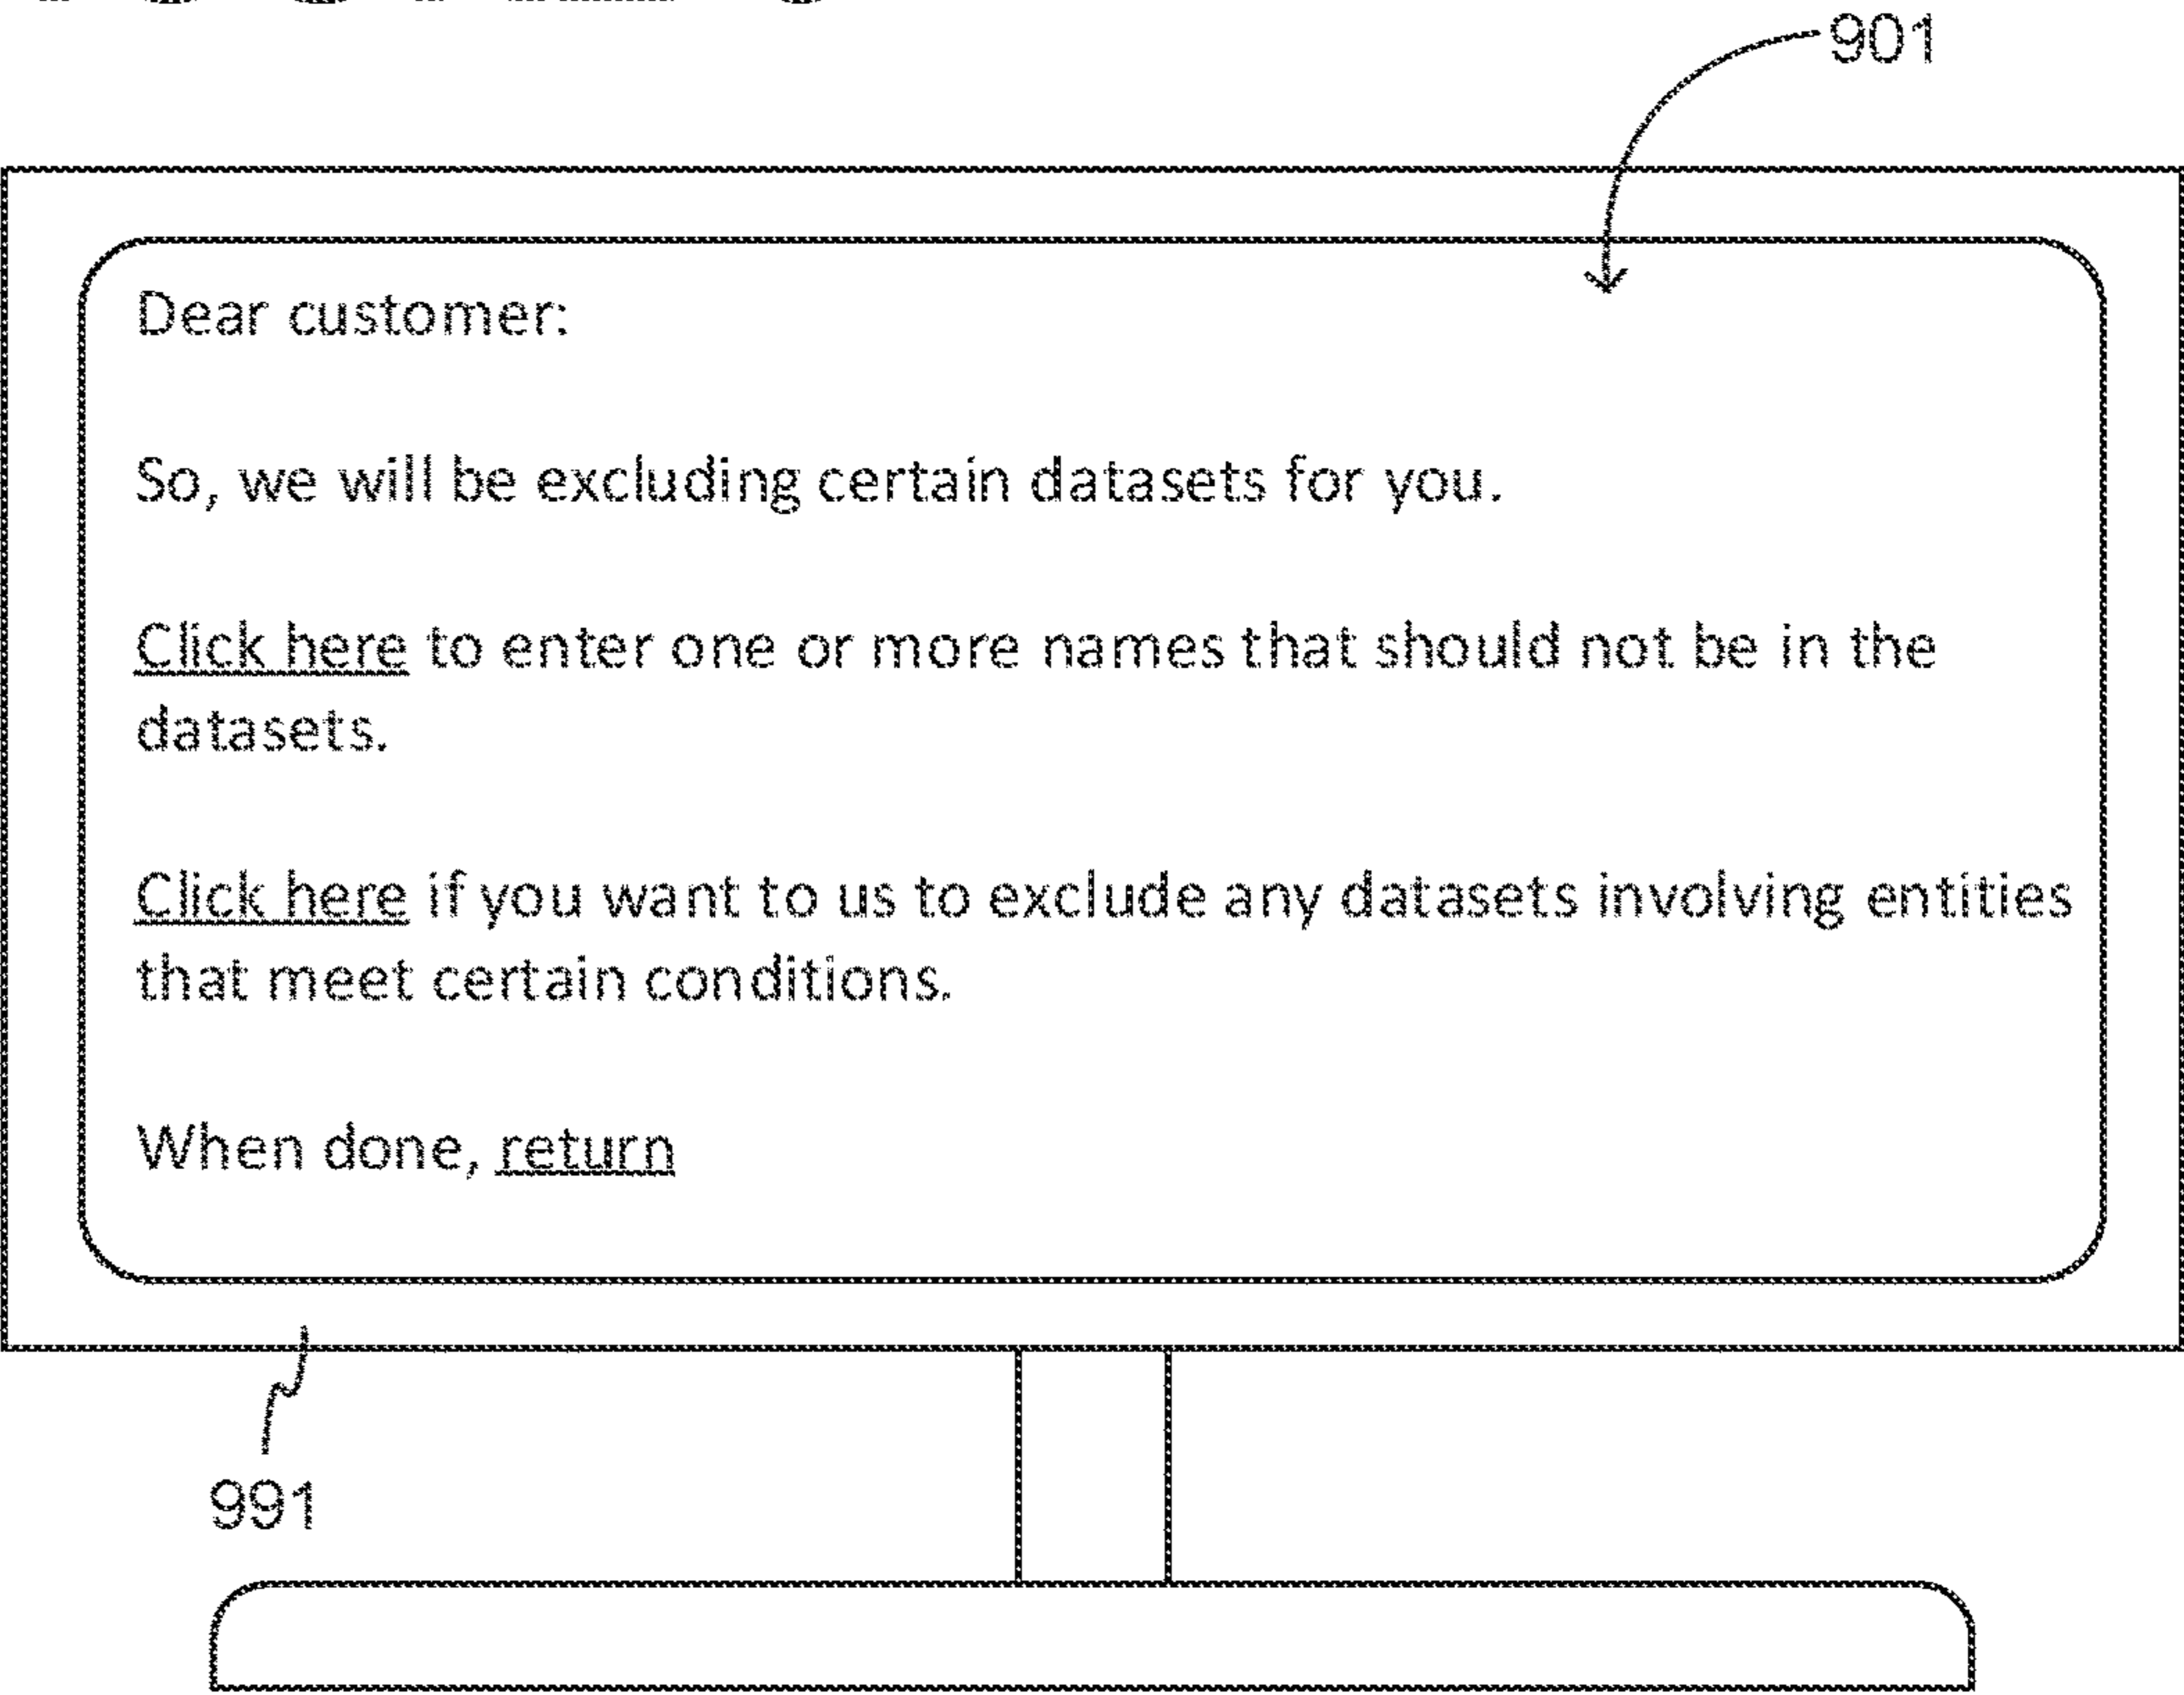 901
Dear customer:
So, we will be excluding certain datasets for you.
Click here to enter one or more names that should not be in the
datasets.
Click here if you want to us to exclude any datasets involving entities
that meet certain conditions.
When done, return
991